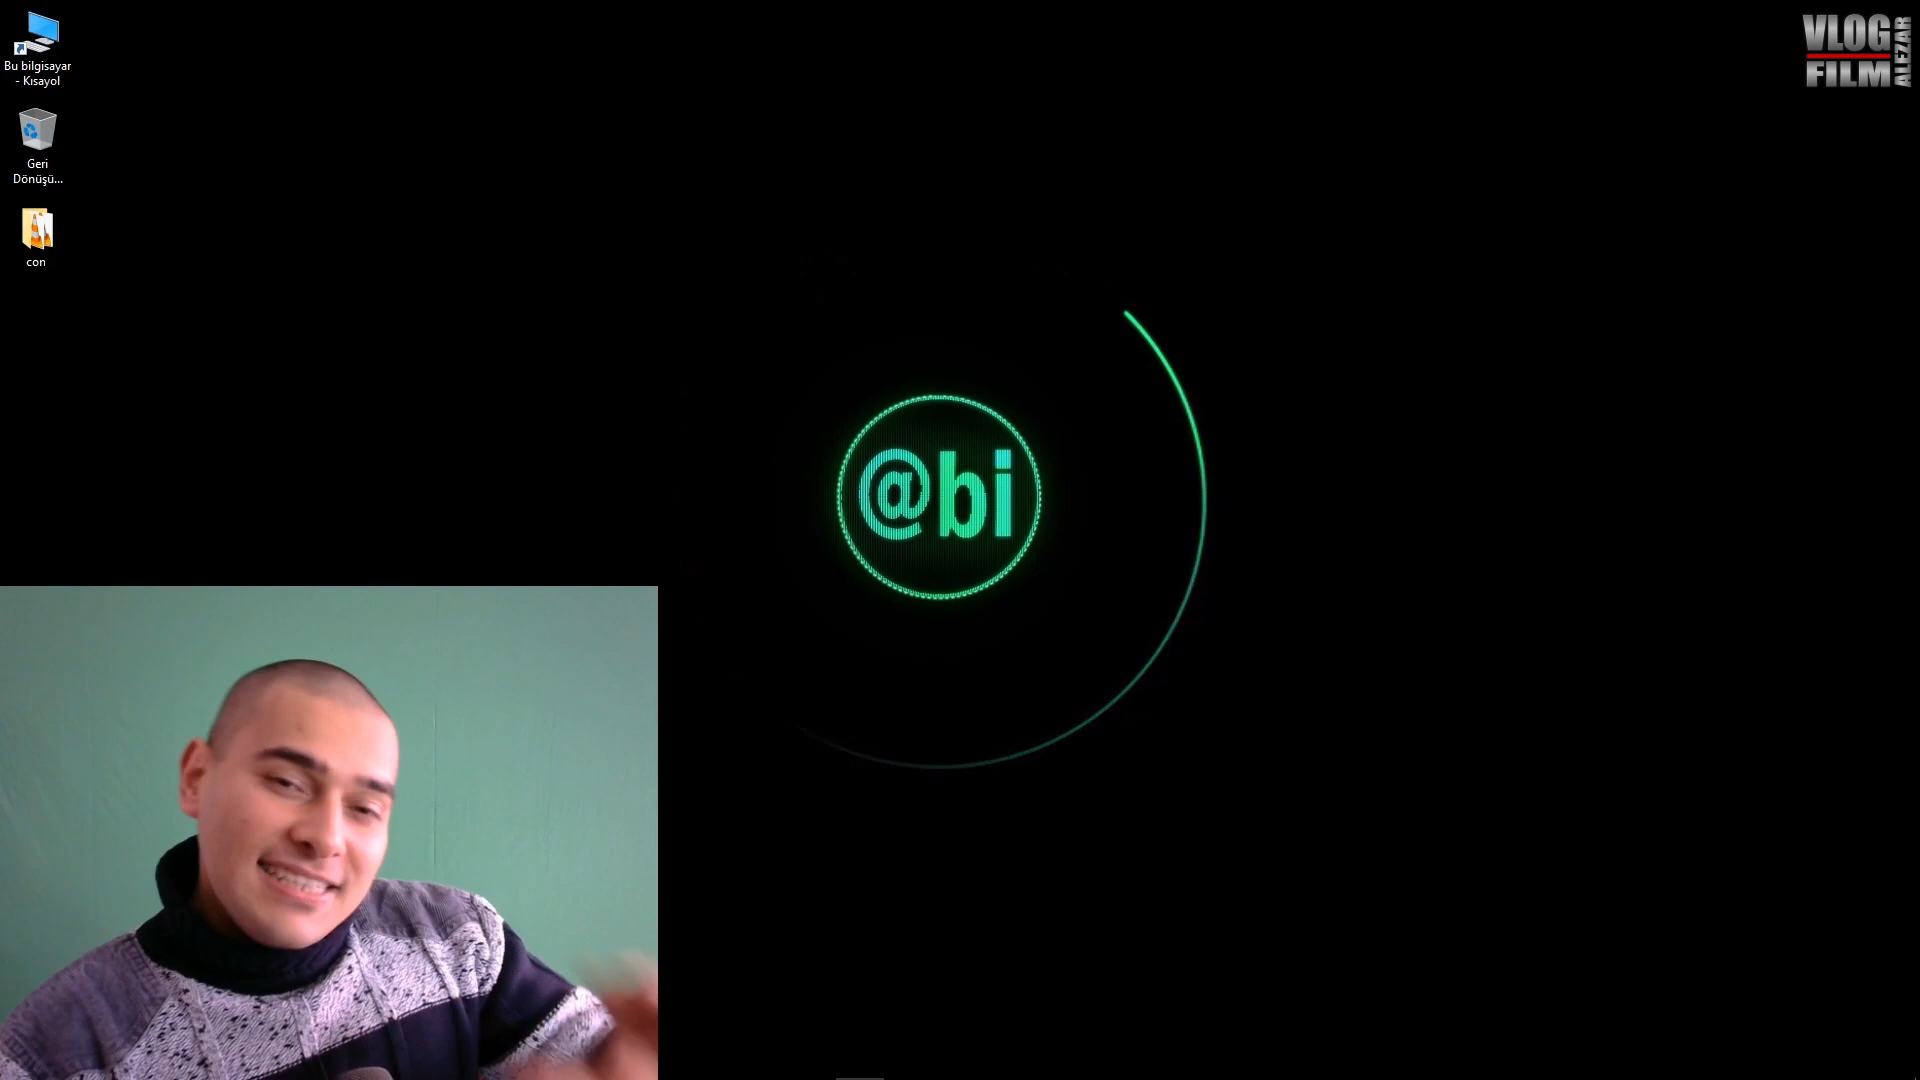 Bu bilgisayar
- Kısayol
Geri
Dönüşü...
con
@bi
VLOG
FILM
ALEZAR